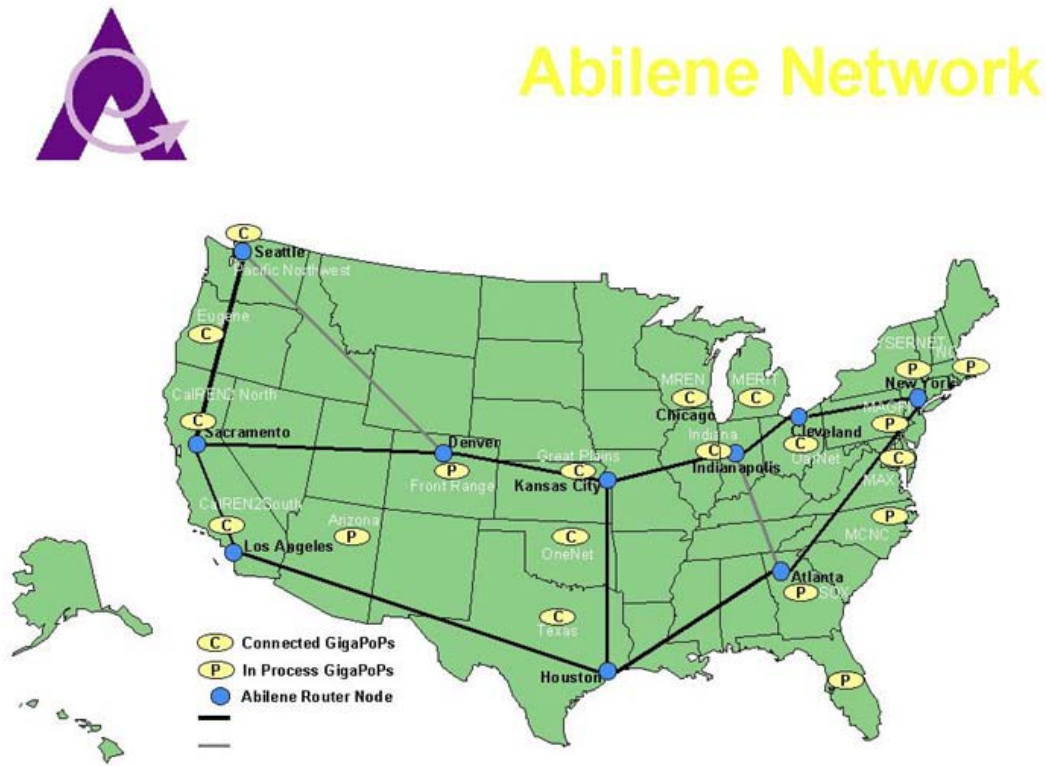 Abilene Network
C
Seattle
Pacific Northwest
Eugene
C
CalREN2 North
C
Sacramento
CalREN2South
C
Los Angeles
Arizona
P
Denver
P
Front Range
Great Plains
C
Kansas City
C
OneNet
C
Texas
Houston
MREN
C
Chicago
MERIT
C
Indiana
C
Indianapolis
Cleveland
C
OarNet
YSERNET
P
P
New York
P
C
MAX
P
MCNC
Atlanta
P SOX
P
C Connected GigaPoPs
P In Process GigaPoPs
Abilene Router Node